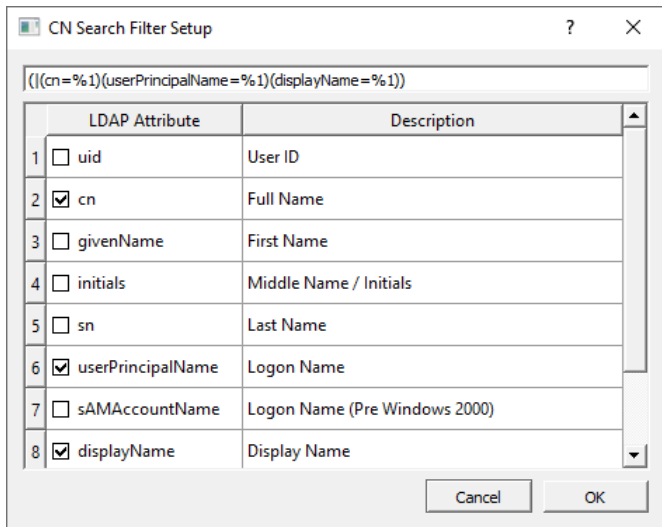 CN Search Filter Setup ? X
(|(cn=%1)(userPrincipalName=%1)(displayName=%1))
LDAP Attribute Description
1 uid User ID
2 cn Full Name
3 givenName First Name
4 initials Middle Name / Initials
5 sn Last Name
6 userPrincipalName Logon Name
7 sAMAccountName Logon Name (Pre Windows 2000)
8 displayName Display Name
Cancel OK